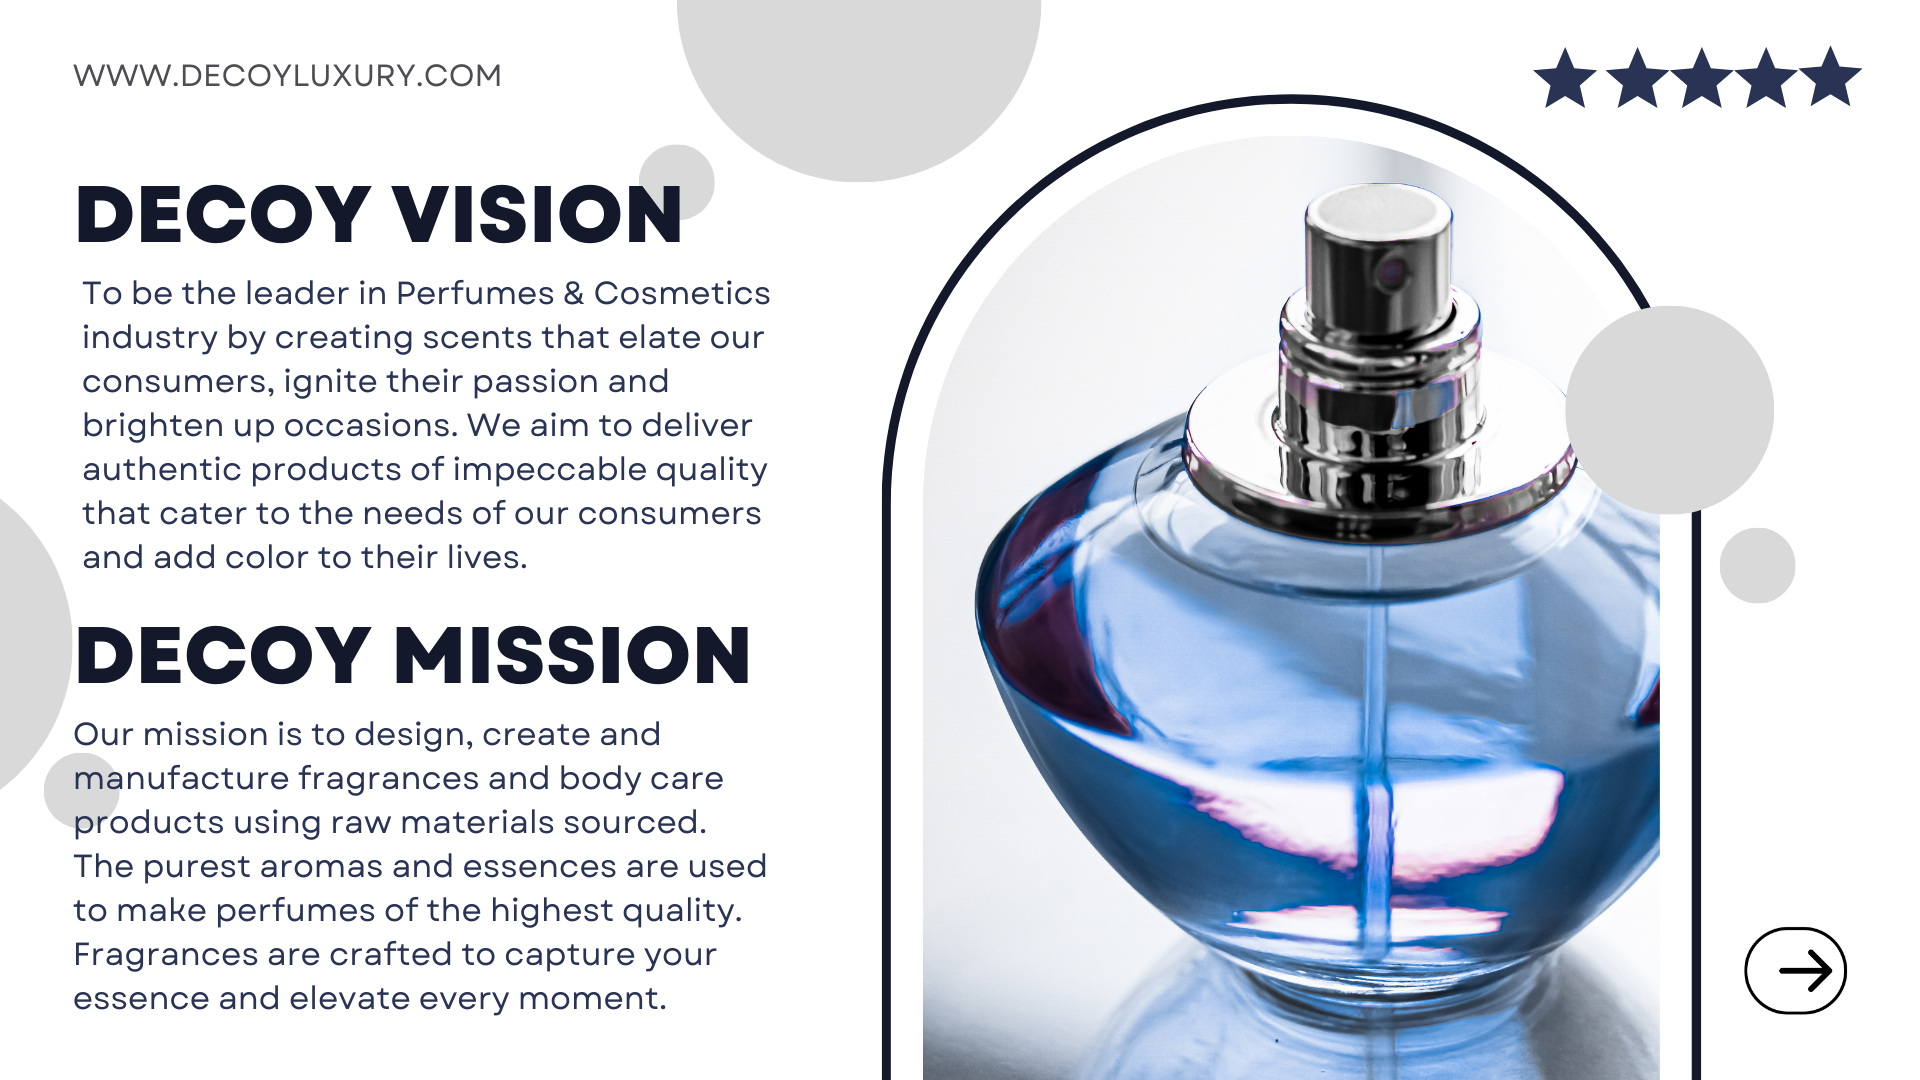 WWW.DECOYLUXURY.COM
DECOY VISION
To be the leader in Perfumes & Cosmetics
industry by creating scents that elate our
consumers, ignite their passion and
brighten up occasions. We aim to deliver
authentic products of impeccable quality
that cater to the needs of our consumers
and add color to their lives.
DECOY MISSION
Our mission is to design, create and
manufacture fragrances and body care
products using raw materials sourced.
The purest aromas and essences are used
to make perfumes of the highest quality.
Fragrances are crafted to capture your
essence and elevate every moment.